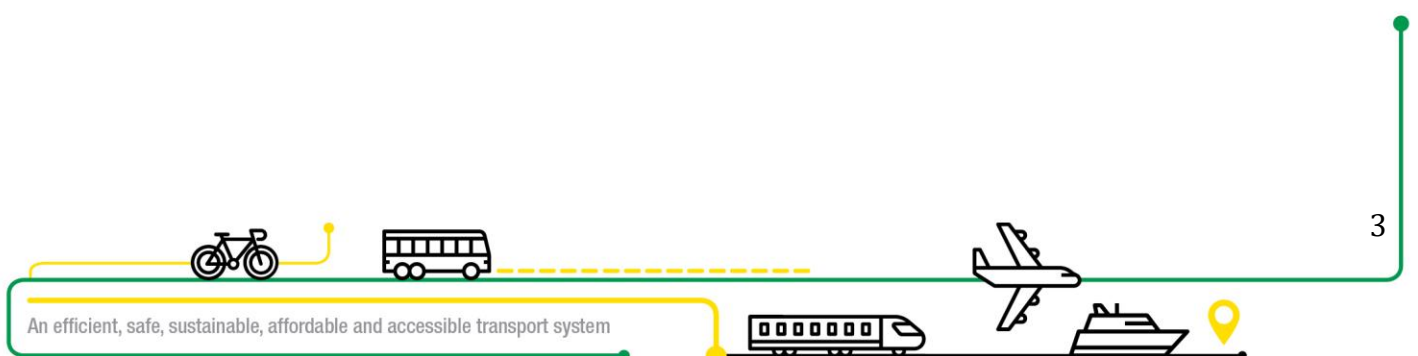 3
An efficient, safe, sustainable, affordable and accessible transport system